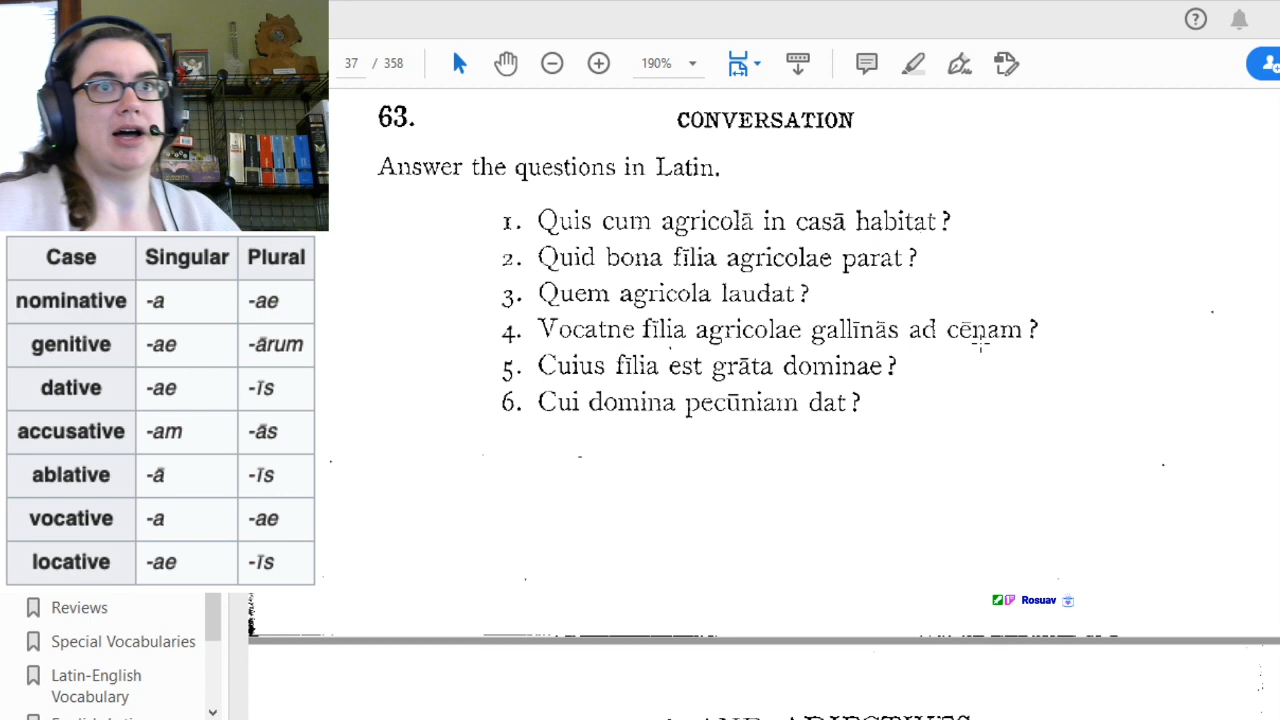 37 / 358
190%
63. CONVERSATION
Answer the questions in Latin.
1. Quis cum agricolā in casā habitat?
2. Quid bona fīlia agricolae parat?
3. Quem agricola laudat?
4. Vocatne fīlia agricolae gallīnās ad cēnam?
5. Cuius fīlia est grāta dominae?
6. Cui domina pecūniam dat?
Case Singular Plural
nominative -a -ae
genitive -ae -ārum
dative -ae -īs
accusative -am -ās
ablative -ā -īs
vocative -a -ae
locative -ae -īs
Reviews
Special Vocabularies
Latin-English
Vocabulary
Rosuav